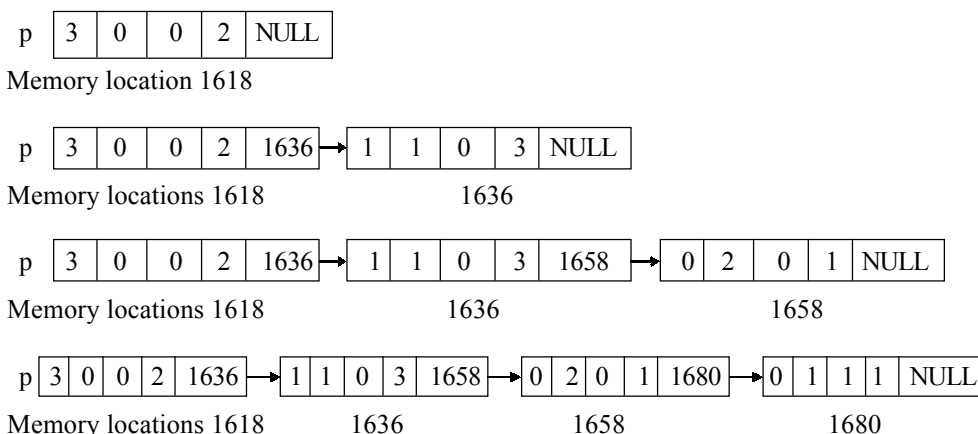 p 3 0 0 2 NULL
Memory location 1618
p 3 0 0 2 1636 1 1 0 3 NULL
Memory locations 1618 1636
p 3 0 0 2 1636 1 1 0 3 1658 0 2 0 1 NULL
Memory locations 1618 1636 1658
p 3 0 0 2 1636 1 1 0 3 1658 0 2 0 1 1680 0 1 1 1 NULL
Memory locations 1618 1636 1658 1680